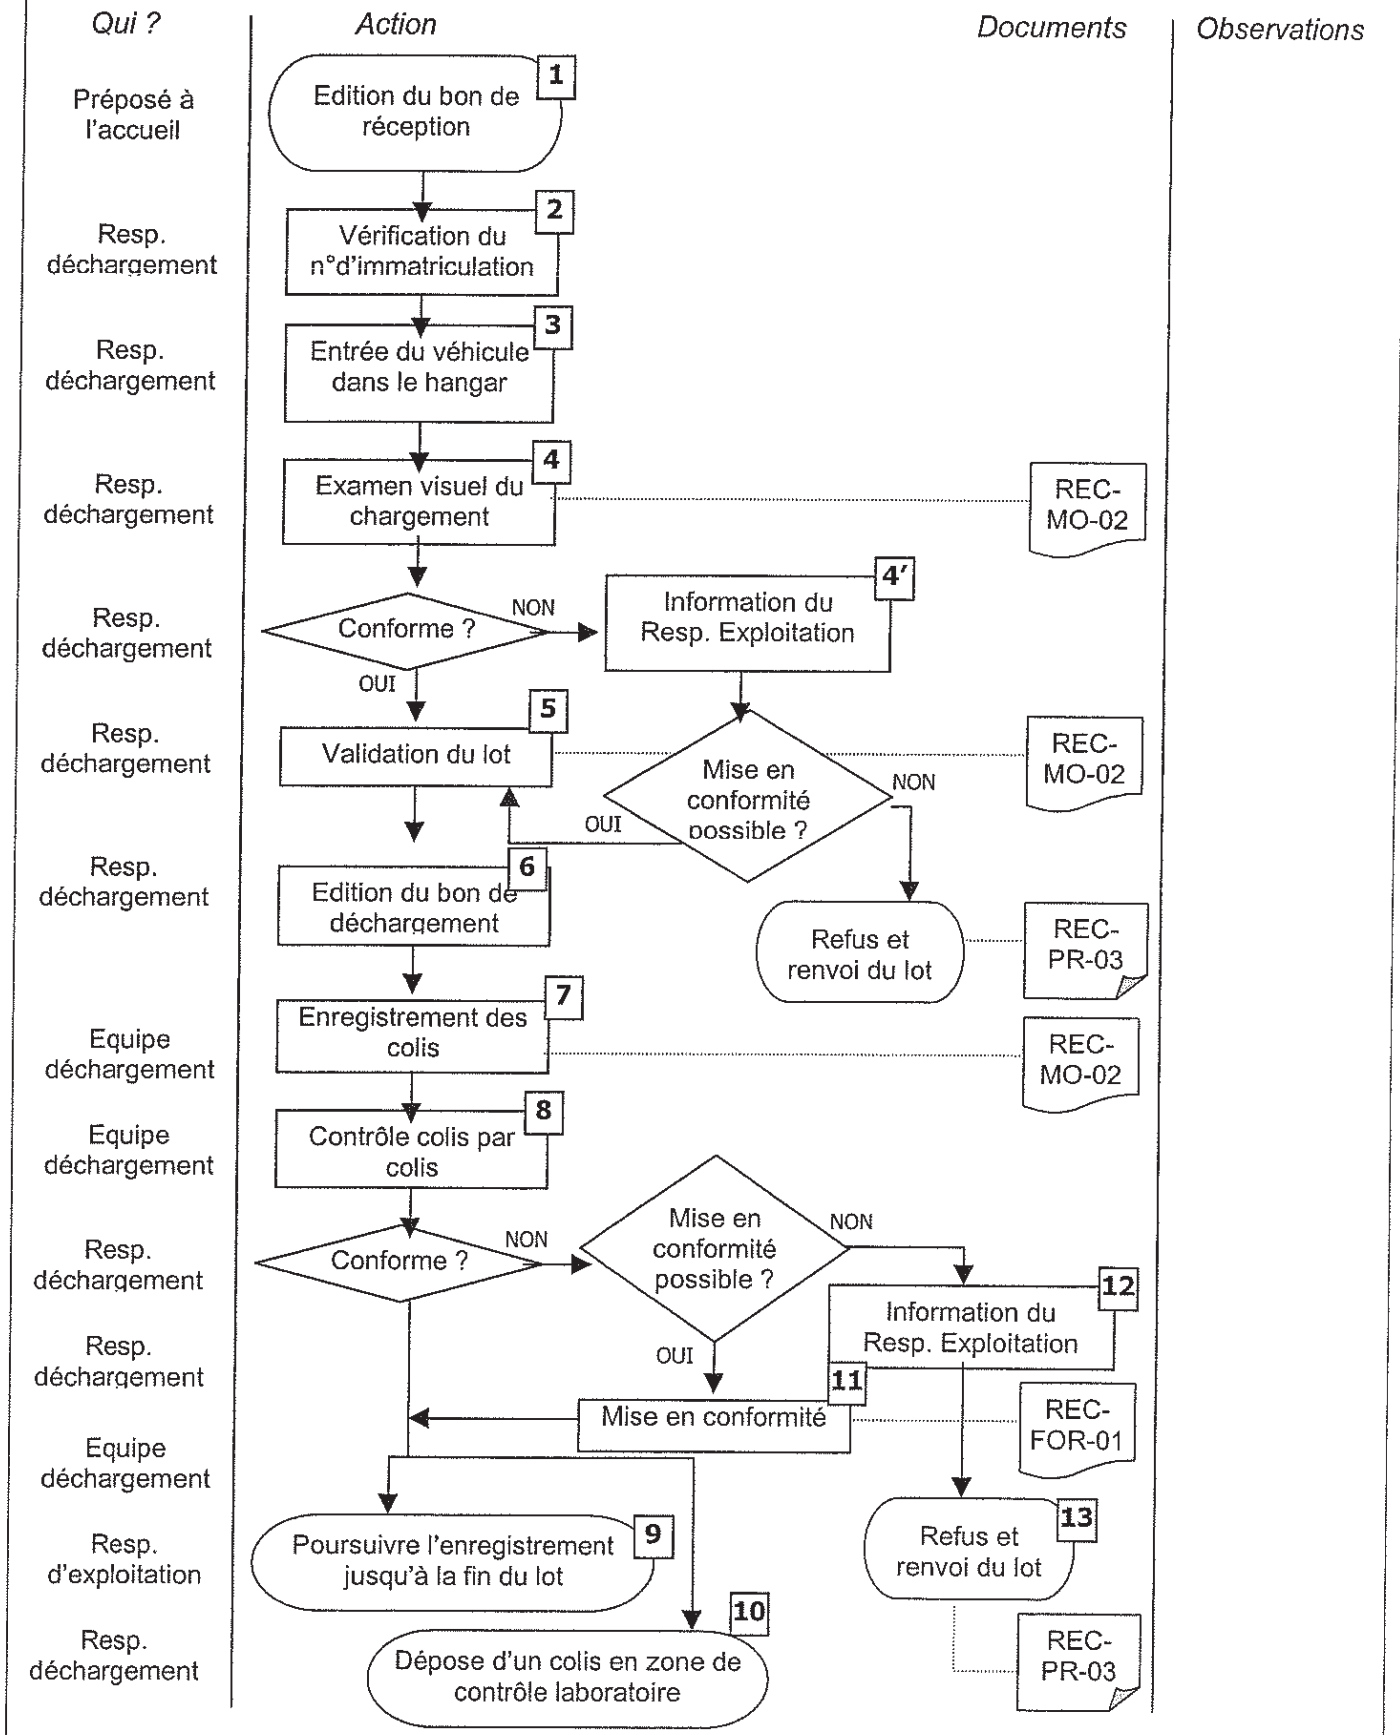 Qui ?
Action
Documents
Observations
Préposé à
l'accueil
1
Edition du bon de
réception
Resp.
déchargement
2
Vérification du
n°d'immatriculation
Resp.
déchargement
3
Entrée du véhicule
dans le hangar
Resp.
déchargement
4
Examen visuel du
chargement
REC-
MO-02
Resp.
déchargement
Conforme ?
NON
4'
Information du
Resp. Exploitation
OUI
Resp.
déchargement
5
Validation du lot
Mise en
conformité
possible ?
NON
OUI
REC-
MO-02
Resp.
déchargement
6
Edition du bon de
déchargement
Refus et
renvoi du lot
REC-
PR-03
Equipe
déchargement
7
Enregistrement des
colis
REC-
MO-02
Equipe
déchargement
8
Contrôle colis par
colis
Resp.
déchargement
Conforme ?
NON
Mise en
conformité
possible ?
NON
OUI
12
Information du
Resp. Exploitation
Resp.
déchargement
11
Mise en conformité
REC-
FOR-01
Equipe
déchargement
Resp.
d'exploitation
9
Poursuivre l'enregistrement
jusqu'à la fin du lot
13
Refus et
renvoi du lot
Resp.
déchargement
10
Dépose d'un colis en zone de
contrôle laboratoire
REC-
PR-03